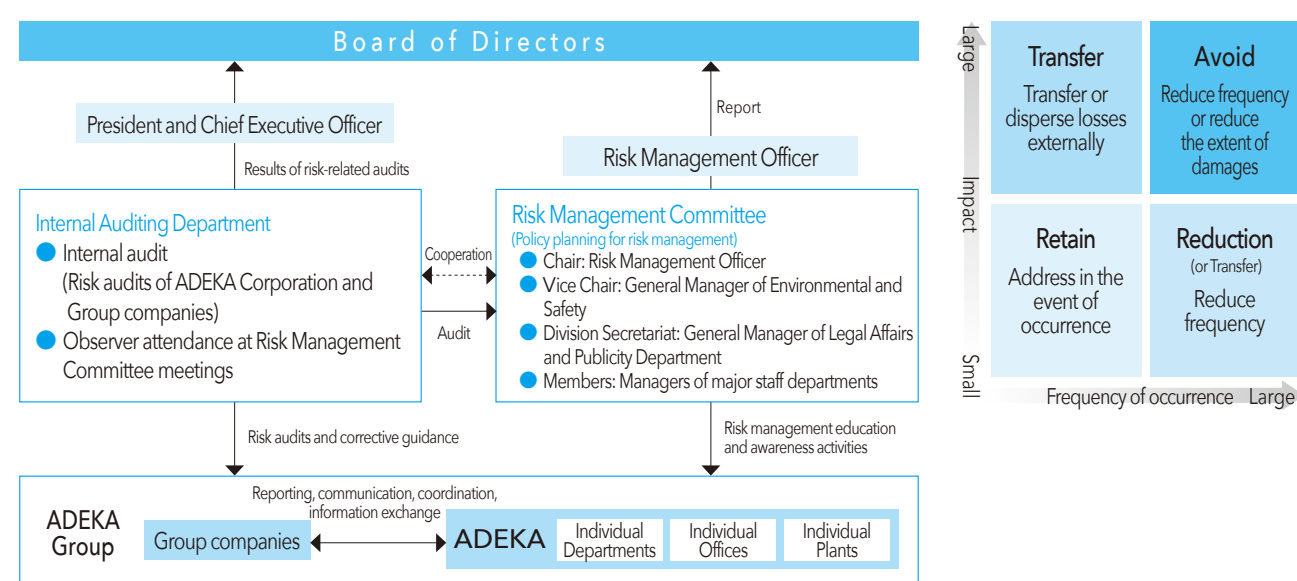 Board of Directors
President and Chief Executive Officer
Results of risk-related audits
Report
Risk Management Officer
Internal Auditing Department
Internal audit
(Risk audits of ADEKA Corporation and
Group companies)
Observer attendance at Risk Management
Committee meetings
Cooperation
Audit
Risk Management Committee
(Policy planning for risk management)
Chair: Risk Management Officer
Vice Chair: General Manager of Environmental and
Safety
Division Secretariat: General Manager of Legal Affairs
and Publicity Department
Members: Managers of major staff departments
Risk audits and corrective guidance
Risk management education
and awareness activities
ADEKA
Group
Reporting, communication, coordination,
information exchange
Group companies
ADEKA
Individual
Departments
Individual
Offices
Individual
Plants
Large
Impact
Small
Transfer
Transfer or
disperse losses
externally
Avoid
Reduce frequency
or reduce
the extent of
damages
Retain
Address in the
event of
occurrence
Reduction
(or Transfer)
Reduce
frequency
Frequency of occurrence Large